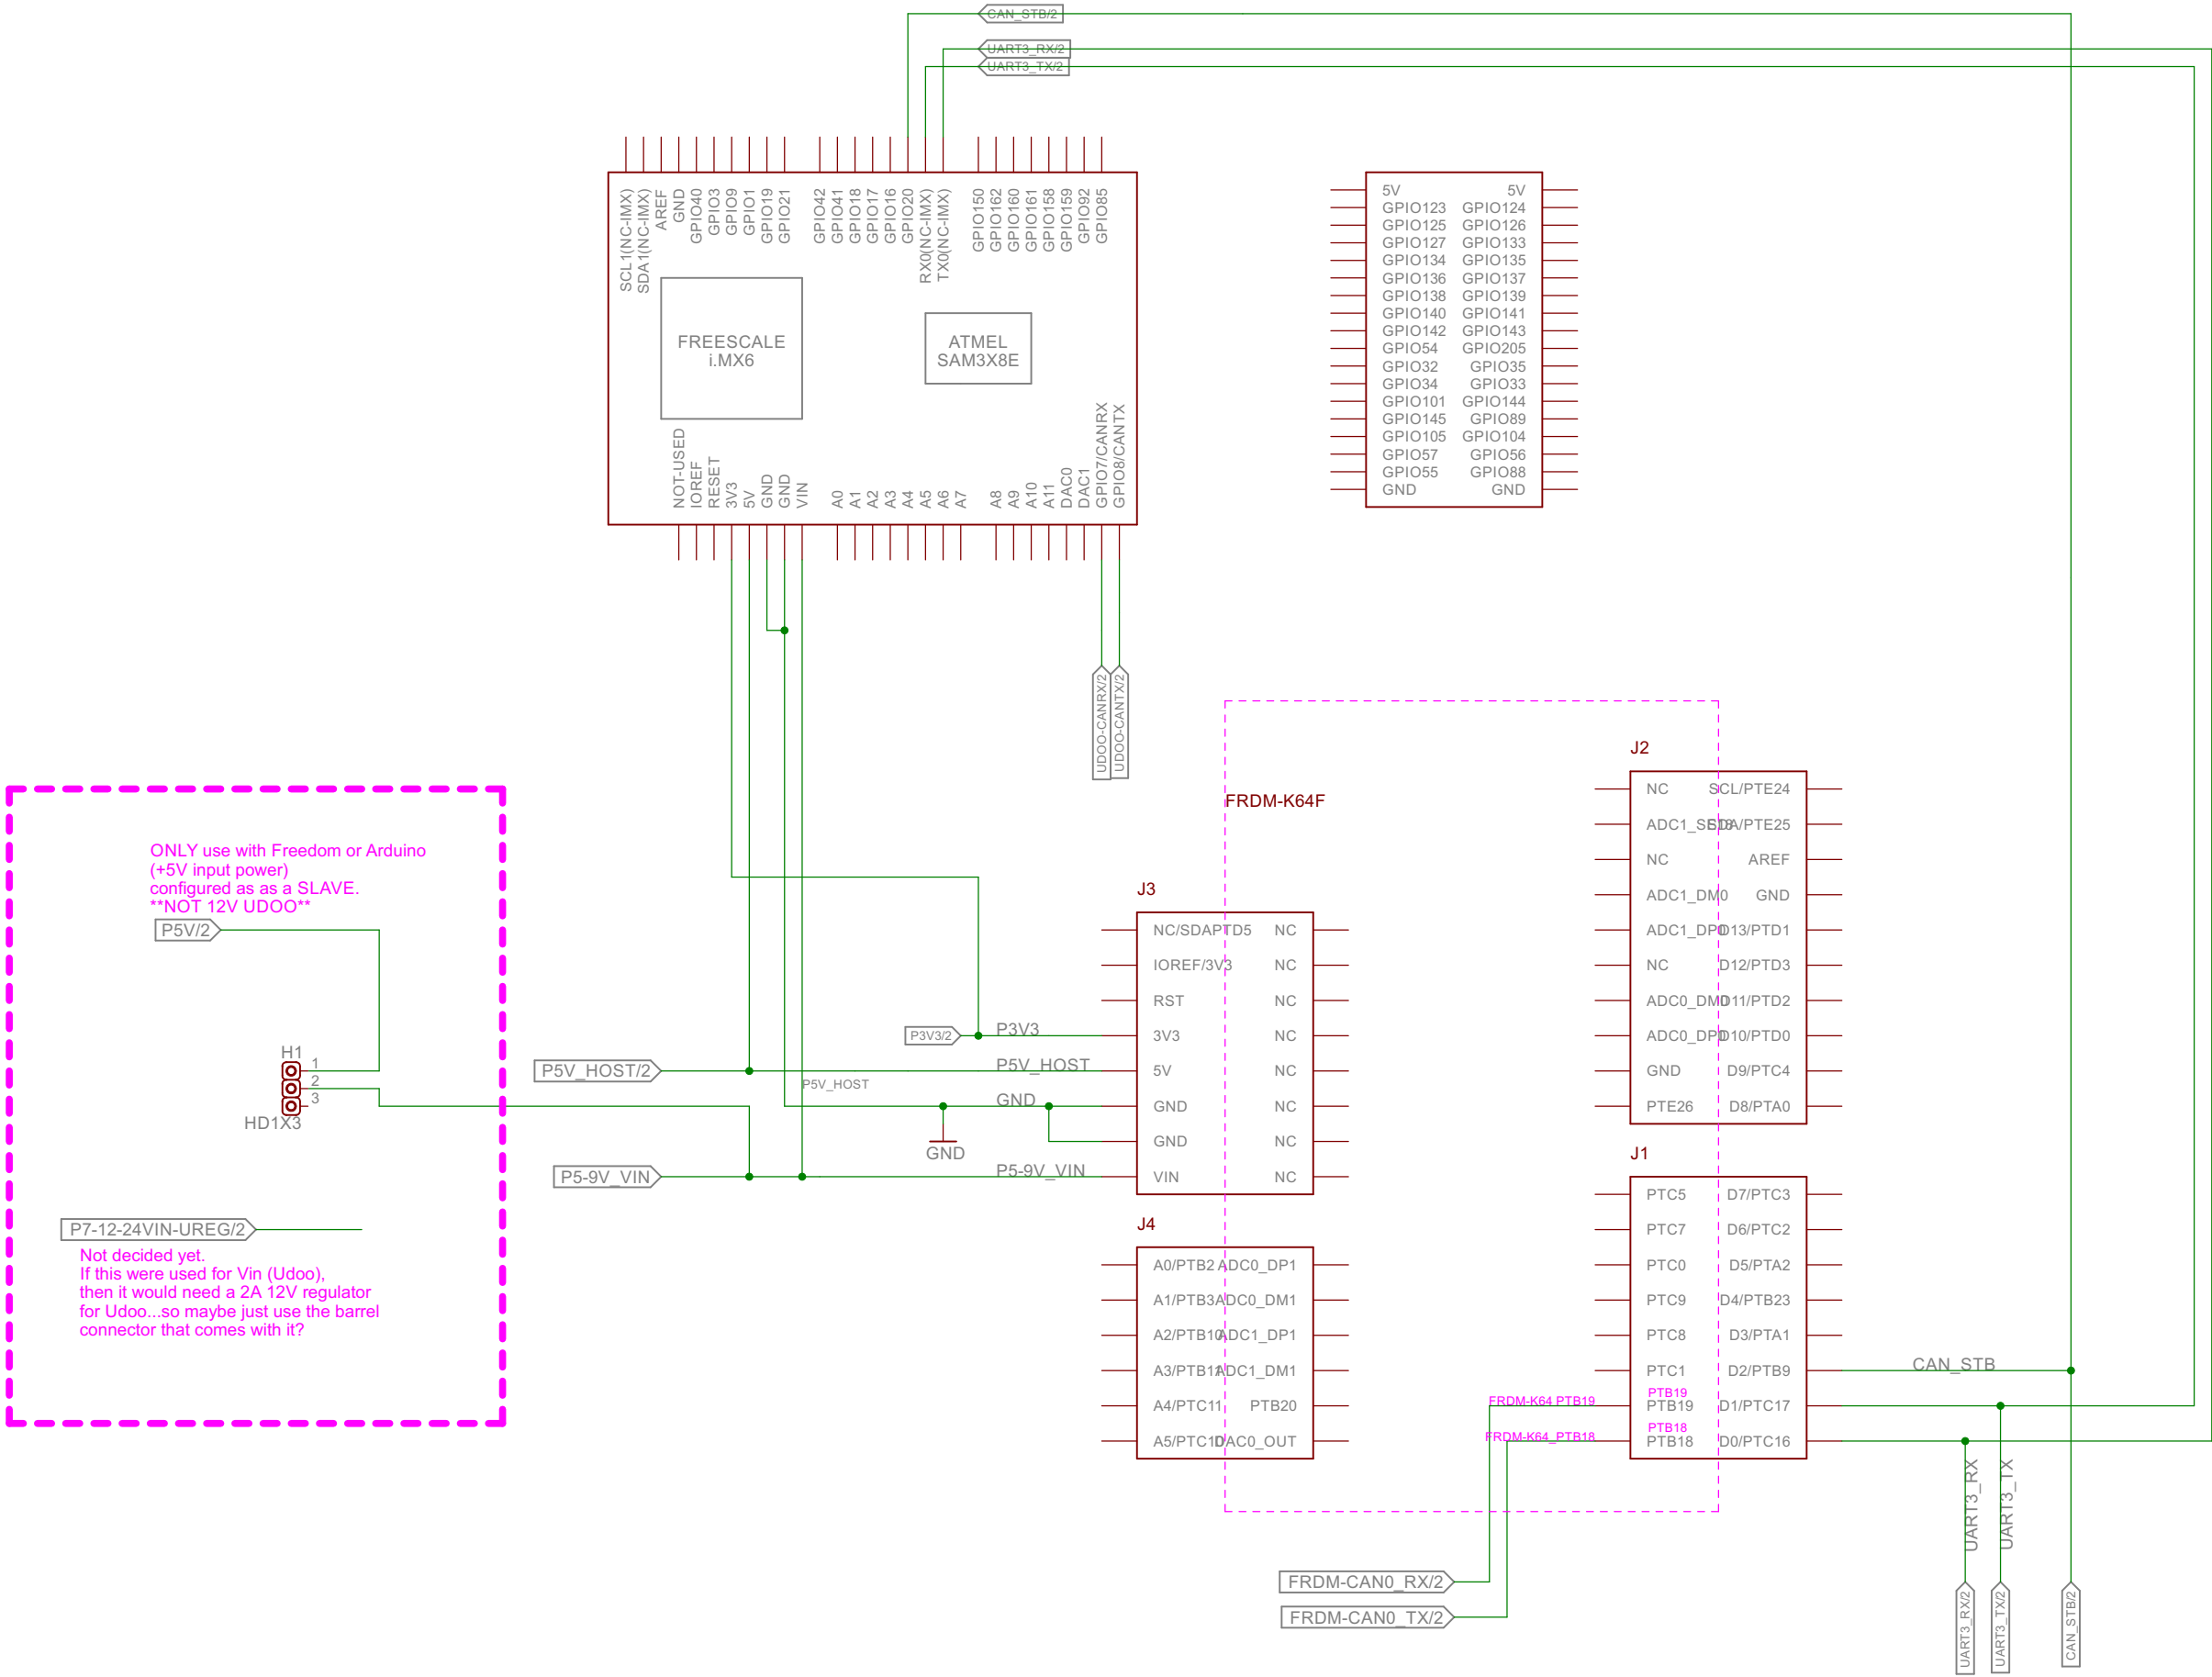 CAN_STB/2
UART3_RX/2
UART3_TX/2
SCL1(NC-IMX)
SDA1(NC-IMX)
AREF
GND
GPIO40
GPIO3
GPIO9
GPIO1
GPIO19
GPIO21
GPIO42
GPIO41
GPIO18
GPIO17
GPIO16
GPIO20
RX0(NC-IMX)
TX0(NC-IMX)
GPIO150
GPIO162
GPIO160
GPIO161
GPIO158
GPIO159
GPIO92
GPIO85
FREESCALE
i.MX6
ATMEL
SAM3X8E
NOT-USED
IOREF
RESET
3V3
5V
GND
GND
VIN
A0
A1
A2
A3
A4
A5
A6
A7
A8
A9
A10
A11
DAC0
DAC1
GPIO7/CANRX
GPIO8/CANTX
5V 5V
GPIO123 GPIO124
GPIO125 GPIO126
GPIO127 GPIO133
GPIO134 GPIO135
GPIO136 GPIO137
GPIO138 GPIO139
GPIO140 GPIO141
GPIO142 GPIO143
GPIO54 GPIO205
GPIO32 GPIO35
GPIO34 GPIO33
GPIO101 GPIO144
GPIO145 GPIO89
GPIO105 GPIO104
GPIO57 GPIO56
GPIO55 GPIO88
GND GND
UDOO-CANRX/2
UDOO-CANTX/2
ONLY use with Freedom or Arduino
(+5V input power)
configured as as a SLAVE.
**NOT 12V UDOO**
P5V/2
H1
1
2
3
HD1X3
P7-12-24VIN-UREG/2
Not decided yet.
If this were used for Vin (Udoo),
then it would need a 2A 12V regulator
for Udoo...so maybe just use the barrel
connector that comes with it?
P3V3/2
P3V3
P5V_HOST/2
P5V_HOST
P5V_HOST
GND
GND
P5-9V_VIN
P5-9V_VIN
FRDM-K64F
J3
NC/SDAPTD5 NC
IOREF/3V3 NC
RST NC
3V3 NC
5V NC
GND NC
GND NC
VIN NC
J4
A0/PTB2 ADC0_DP1
A1/PTB3 ADC0_DM1
A2/PTB10 ADC1_DP1
A3/PTB11 ADC1_DM1
A4/PTC11 PTB20
A5/PTC10 DAC0_OUT
J2
NC SCL/PTE24
ADC1_SE18 SDA/PTE25
NC AREF
ADC1_DM0 GND
ADC1_DP0 D13/PTD1
NC D12/PTD3
ADC0_DM0 D11/PTD2
ADC0_DP0 D10/PTD0
GND D9/PTC4
PTE26 D8/PTA0
J1
PTC5 D7/PTC3
PTC7 D6/PTC2
PTC0 D5/PTA2
PTC9 D4/PTB23
PTC8 D3/PTA1
PTC1 D2/PTB9
PTB19
PTB19 D1/PTC17
PTB18
PTB18 D0/PTC16
FRDM-K64 PTB19
FRDM-K64_PTB18
CAN_STB
UART3_RX
UART3_TX
FRDM-CAN0_RX/2
FRDM-CAN0_TX/2
UART3_RX/2
UART3_TX/2
CAN_STB/2